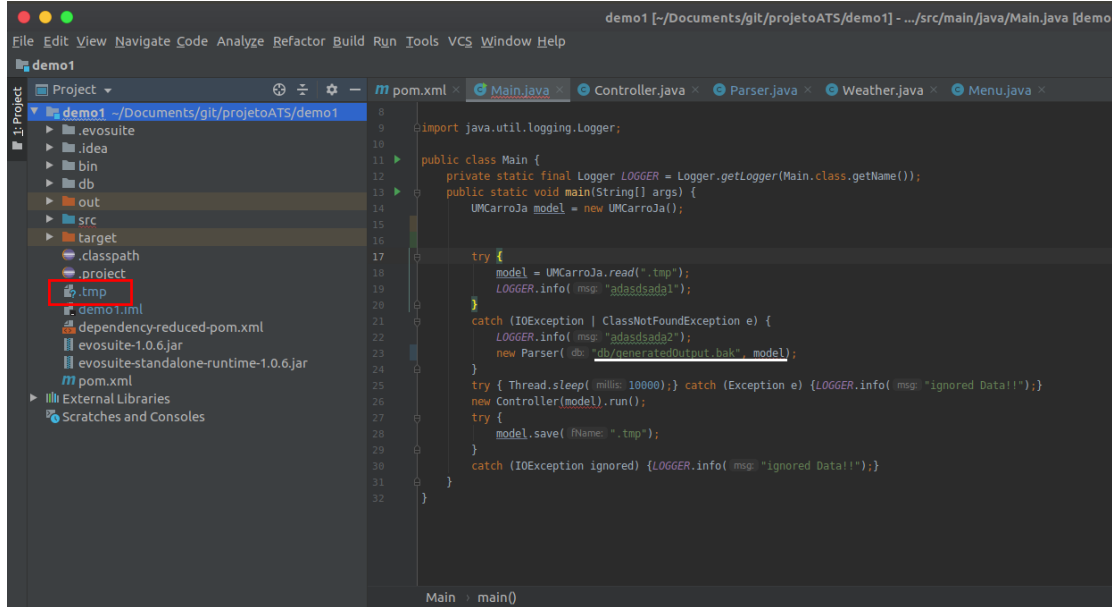 demo1 [~/Documents/git/projetoATS/demo1] - .../src/main/java/Main.java [demo
File Edit View Navigate Code Analyze Refactor Build Run Tools VCS Window Help
demo1
1: Project
Project
demo1 ~/Documents/git/projetoATS/demo1
.evosuite
.idea
bin
db
out
src
target
.classpath
.project
.tmp
demo1.iml
dependency-reduced-pom.xml
evosuite-1.0.6.jar
evosuite-standalone-runtime-1.0.6.jar
m pom.xml
External Libraries
Scratches and Consoles
m pom.xml Main.java Controller.java Parser.java Weather.java Menu.java
8
9 import java.util.logging.Logger;
10
11 public class Main {
12 private static final Logger LOGGER = Logger.getLogger(Main.class.getName());
13 public static void main(String[] args) {
14 UMCarroJa model = new UMCarroJa();
15
16
17 try {
18 model = UMCarroJa.read(".tmp");
19 LOGGER.info( msg: "adasdsada1");
20 }
21 catch (IOException | ClassNotFoundException e) {
22 LOGGER.info( msg: "adasdsada2");
23 new Parser( db: "db/generatedOutput.bak", model);
24 }
25 try { Thread.sleep( millis: 10000);} catch (Exception e) {LOGGER.info( msg: "ignored Data!!");}
26 new Controller(model).run();
27 try {
28 model.save( fName: ".tmp");
29 }
30 catch (IOException ignored) {LOGGER.info( msg: "ignored Data!!");}
31 }
32 }
Main › main()